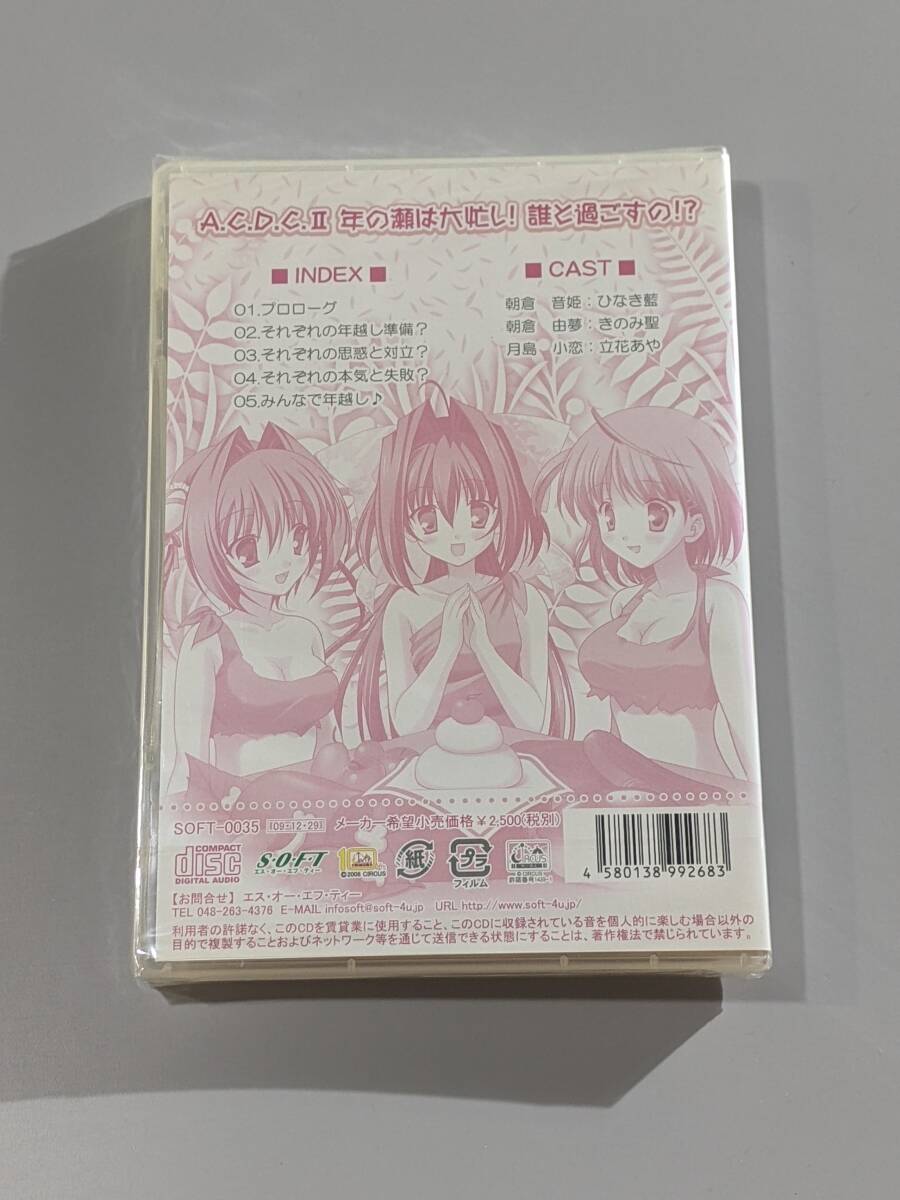 A.C.D.C.Ⅱ 年の瀬は大忙し! 誰と過ごすの!?
■ INDEX ■
01.プロローグ
02.それぞれの年越し準備?
03.それぞれの思惑と対立?
04.それぞれの本気と失敗?
05.みんなで年越し♪
■ CAST ■
朝倉 音姫:ひなき藍
朝倉 由夢:きのみ聖
月島 小恋:立花あや
SOFT-0035 09・12・29 メーカー希望小売価格¥2,500(税別)
COMPACT
disc
DIGITAL AUDIO
S・O・F・T
エス・オー・エフ・ティー
10
©2008 CIRCUS
紙
プラ
フィルム
CIRCUS
©CIRCUS
4 580138 992683
【お問合せ】 エス・オー・エフ・ティー
TEL 048-263-4376 E-MAIL infosoft@soft-4u.jp URL http://www.soft-4u.jp/
利用者の許諾なく、このCDを賃貸業に使用すること、このCDに収録されている音を個人的に楽しむ場合以外の
目的で複製することおよびネットワーク等を通じて送信できる状態にすることは、著作権法で禁じられています。